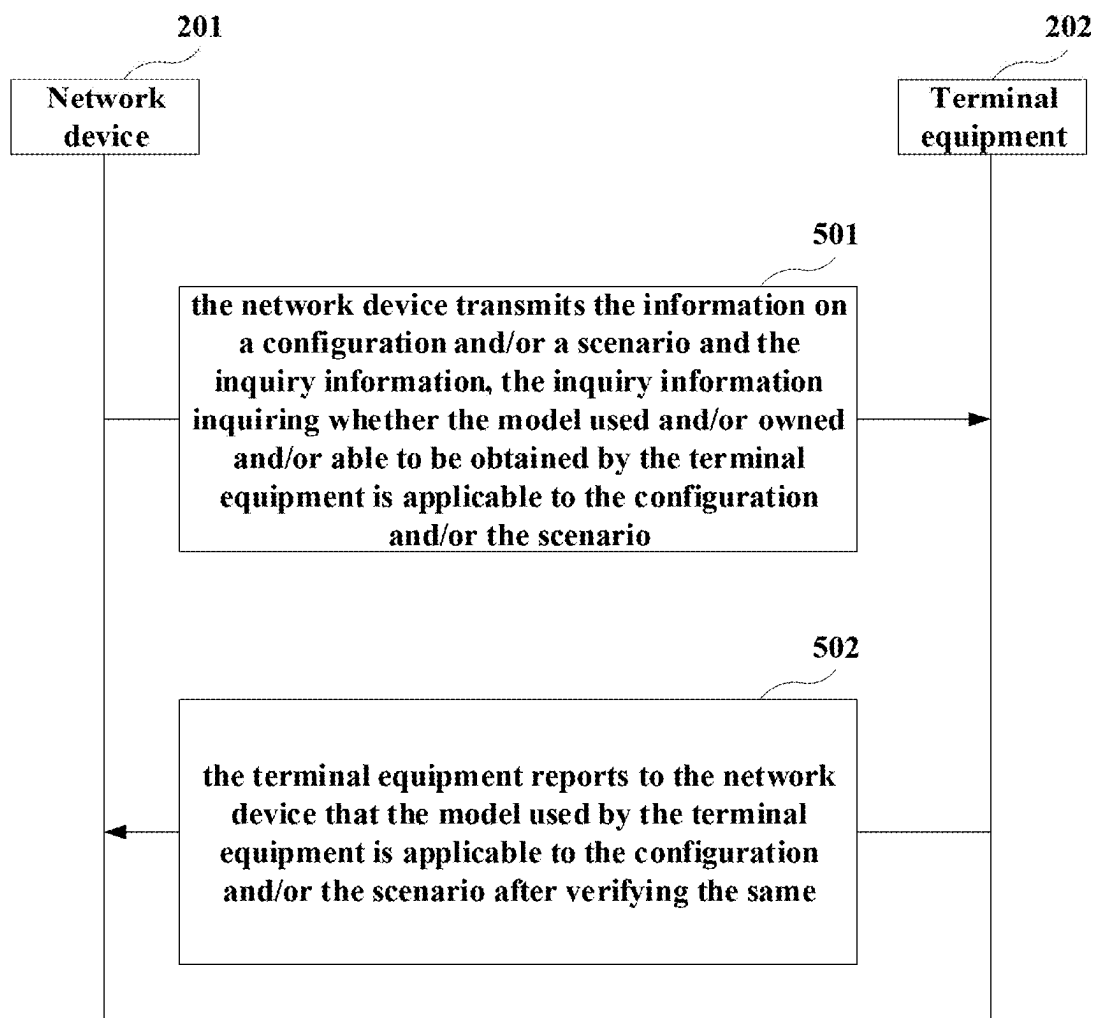 201
202
Network
device
Terminal
equipment
501
the network device transmits the information on
a configuration and/or a scenario and the
inquiry information, the inquiry information
inquiring whether the model used and/or owned
and/or able to be obtained by the terminal
equipment is applicable to the configuration
and/or the scenario
502
the terminal equipment reports to the network
device that the model used by the terminal
equipment is applicable to the configuration
and/or the scenario after verifying the same